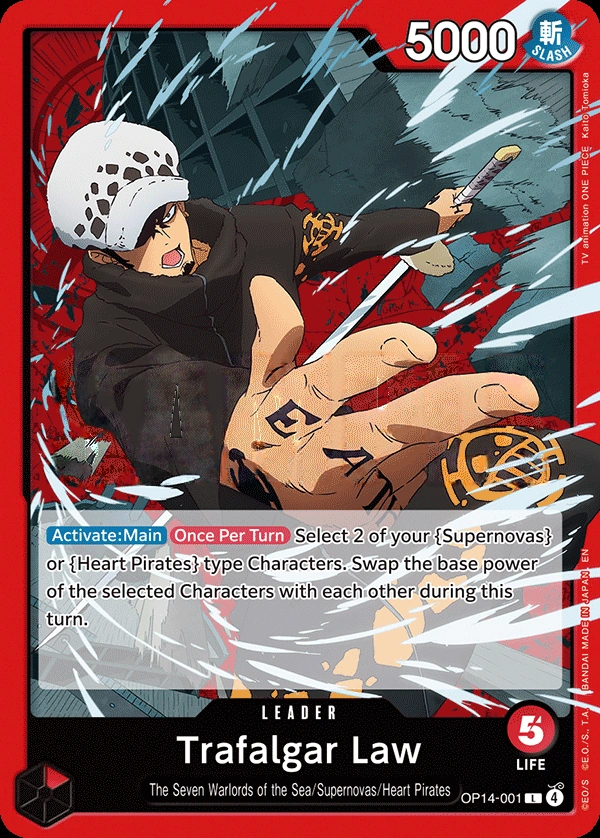 5000
斬
SLASH
TV animation ONE PIECE Kaito Tomioka
E A T
Activate:Main Once Per Turn Select 2 of your {Supernovas}
or {Heart Pirates} type Characters. Swap the base power
of the selected Characters with each other during this
turn.
LEADER
Trafalgar Law
The Seven Warlords of the Sea/Supernovas/Heart Pirates
5
LIFE
OP14-001 L 4
©E.O/S., T.A. BANDAI MADE IN JAPAN. EN
©EO/S